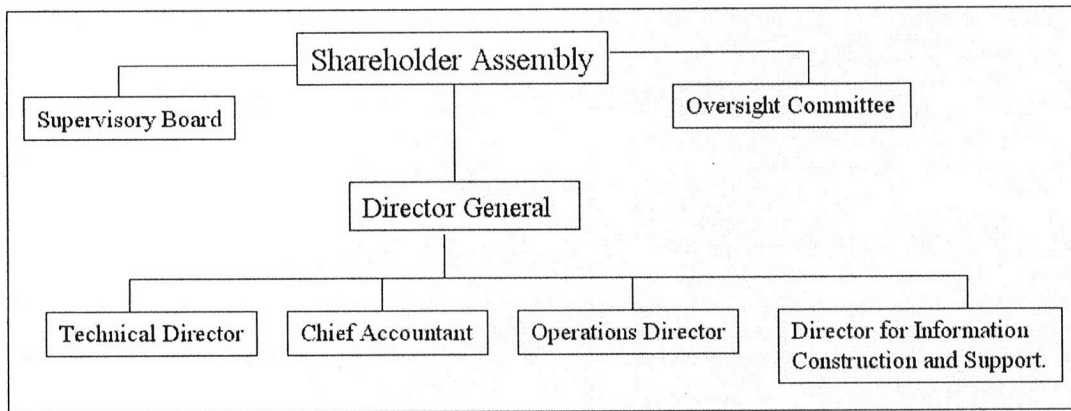 Shareholder Assembly
Supervisory Board
Oversight Committee
Director General
Technical Director
Chief Accountant
Operations Director
Director for Information
Construction and Support.